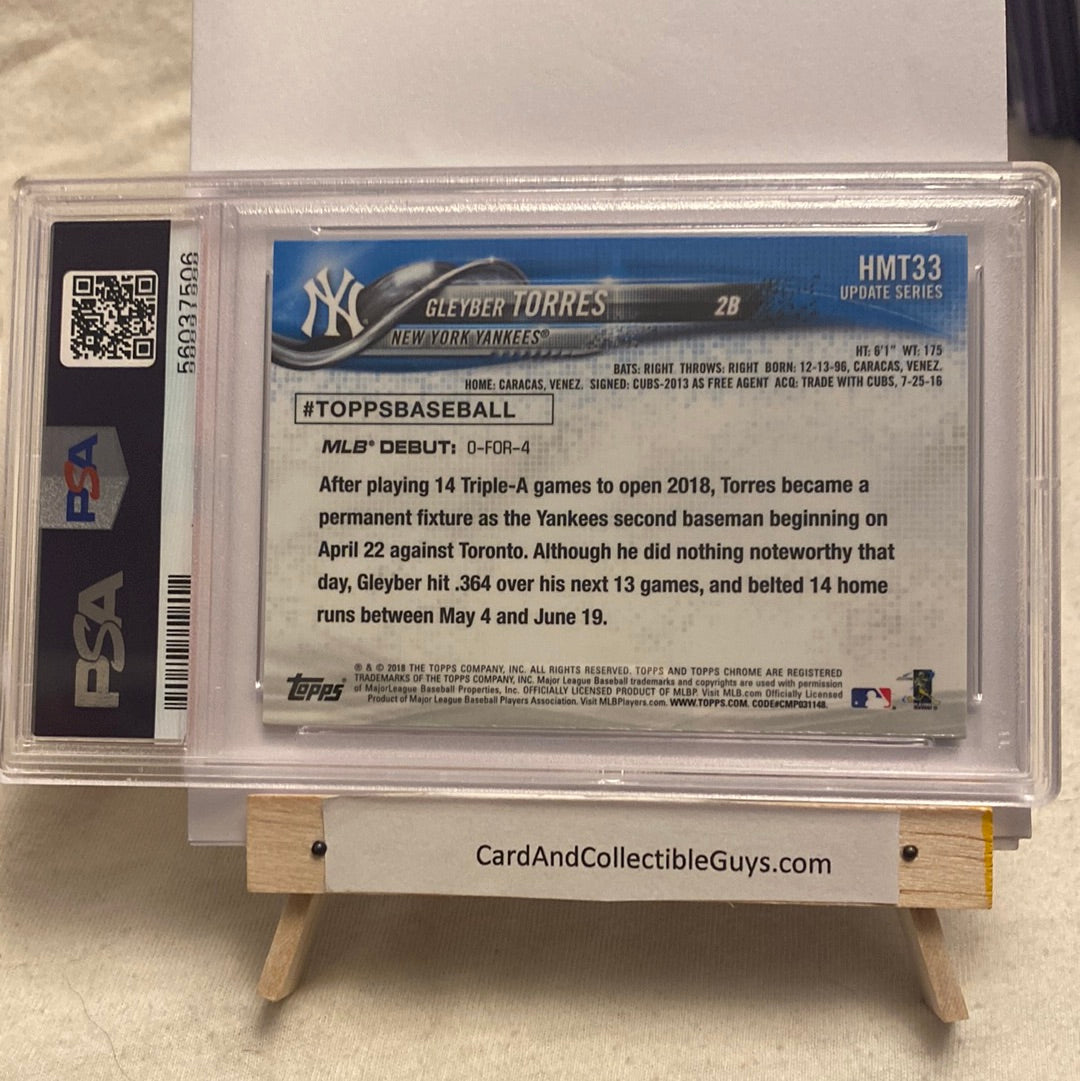 56037506
PSA
PSA
HMT33
UPDATE SERIES
NY
GLEYBER TORRES 2B
NEW YORK YANKEES®
HT: 6'1" WT: 175
BATS: RIGHT THROWS: RIGHT BORN: 12-13-96, CARACAS, VENEZ.
HOME: CARACAS, VENEZ. SIGNED: CUBS-2013 AS FREE AGENT ACQ: TRADE WITH CUBS, 7-25-16
#TOPPSBASEBALL
MLB® DEBUT: 0-FOR-4
After playing 14 Triple-A games to open 2018, Torres became a
permanent fixture as the Yankees second baseman beginning on
April 22 against Toronto. Although he did nothing noteworthy that
day, Gleyber hit .364 over his next 13 games, and belted 14 home
runs between May 4 and June 19.
Topps®
® & © 2018 THE TOPPS COMPANY, INC. ALL RIGHTS RESERVED. TOPPS AND TOPPS CHROME ARE REGISTERED
TRADEMARKS OF THE TOPPS COMPANY, INC. Major League Baseball trademarks and copyrights are used with permission
of MajorLeague Baseball Properties, Inc. OFFICIALLY LICENSED PRODUCT OF MLBP. Visit MLB.com Officially Licensed
Product of Major League Baseball Players Association. Visit MLBPlayers.com. WWW.TOPPS.COM. CODE#CMP031148.
CardAndCollectibleGuys.com